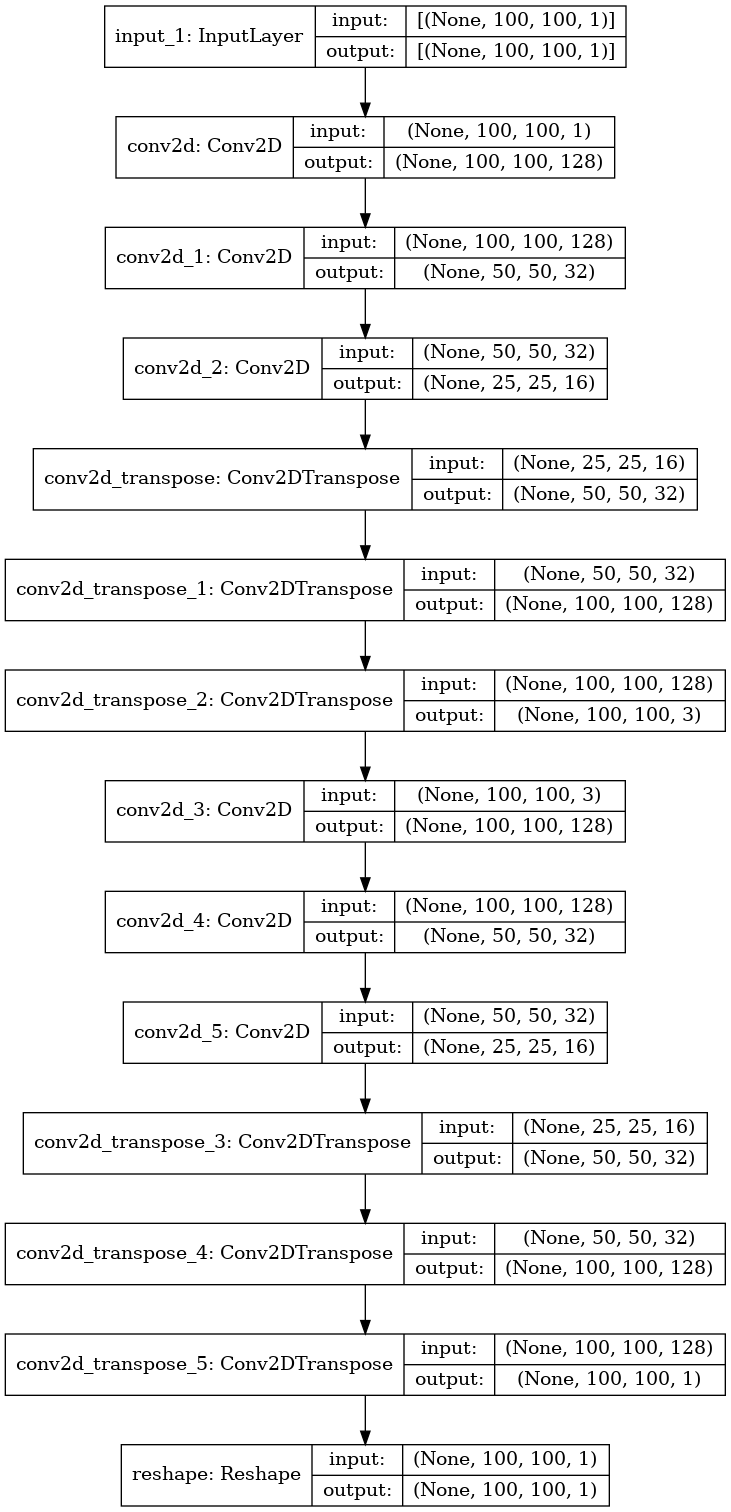 input_1: InputLayer
input: [(None, 100, 100, 1)]
output: [(None, 100, 100, 1)]
conv2d: Conv2D
input: (None, 100, 100, 1)
output: (None, 100, 100, 128)
conv2d_1: Conv2D
input: (None, 100, 100, 128)
output: (None, 50, 50, 32)
conv2d_2: Conv2D
input: (None, 50, 50, 32)
output: (None, 25, 25, 16)
conv2d_transpose: Conv2DTranspose
input: (None, 25, 25, 16)
output: (None, 50, 50, 32)
conv2d_transpose_1: Conv2DTranspose
input: (None, 50, 50, 32)
output: (None, 100, 100, 128)
conv2d_transpose_2: Conv2DTranspose
input: (None, 100, 100, 128)
output: (None, 100, 100, 3)
conv2d_3: Conv2D
input: (None, 100, 100, 3)
output: (None, 100, 100, 128)
conv2d_4: Conv2D
input: (None, 100, 100, 128)
output: (None, 50, 50, 32)
conv2d_5: Conv2D
input: (None, 50, 50, 32)
output: (None, 25, 25, 16)
conv2d_transpose_3: Conv2DTranspose
input: (None, 25, 25, 16)
output: (None, 50, 50, 32)
conv2d_transpose_4: Conv2DTranspose
input: (None, 50, 50, 32)
output: (None, 100, 100, 128)
conv2d_transpose_5: Conv2DTranspose
input: (None, 100, 100, 128)
output: (None, 100, 100, 1)
reshape: Reshape
input: (None, 100, 100, 1)
output: (None, 100, 100, 1)